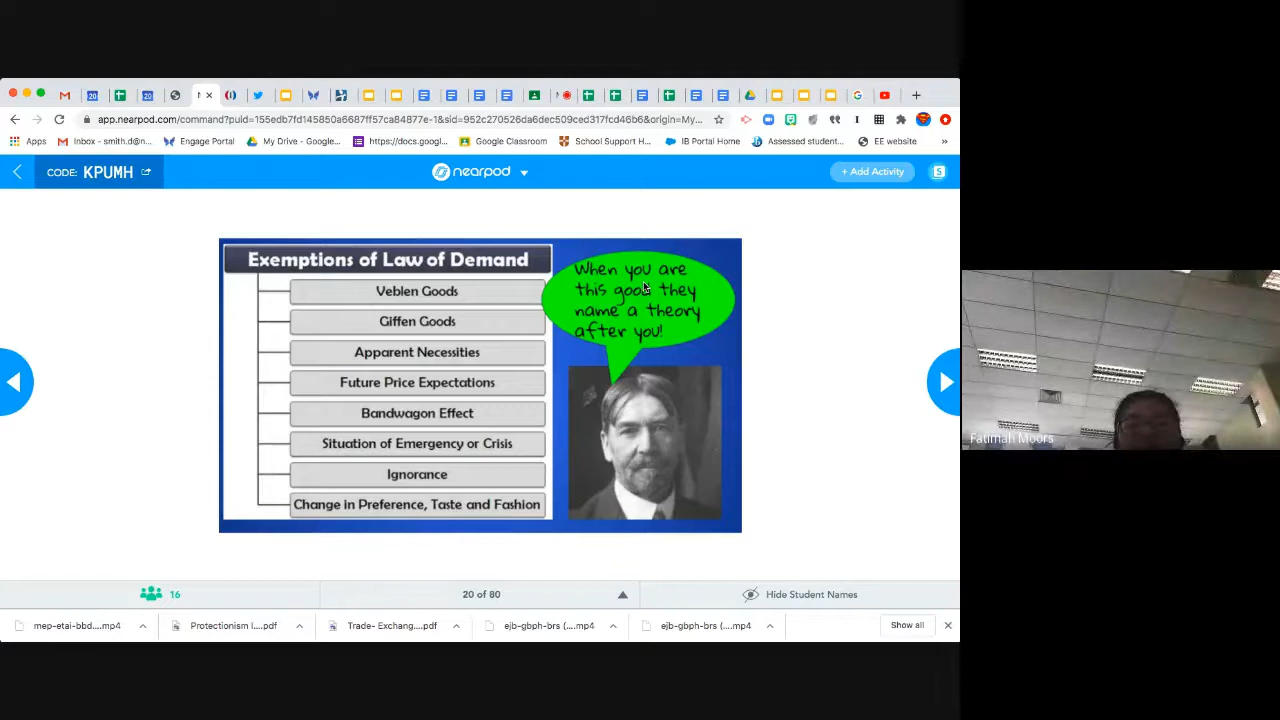 app.nearpod.com/command?puid=155edb7fd145850a6687ff57ca84877e-1&sid=952c270526da6dec509ced317fcd46b6&origin=My...
Apps
Inbox - smith.d@n...
Engage Portal
My Drive - Google...
https://docs.googl...
Google Classroom
School Support H...
IB Portal Home
Assessed student...
EE website
»
CODE: KPUMH
nearpod
+ Add Activity
S
Exemptions of Law of Demand
Veblen Goods
Giffen Goods
Apparent Necessities
Future Price Expectations
Bandwagon Effect
Situation of Emergency or Crisis
Ignorance
Change in Preference, Taste and Fashion
When you are
this good they
name a theory
after you!
Fatimah Moors
16
20 of 80
Hide Student Names
mep-etai-bbd....mp4
Protectionism I....pdf
Trade- Exchang....pdf
ejb-gbph-brs (....mp4
ejb-gbph-brs (....mp4
Show all